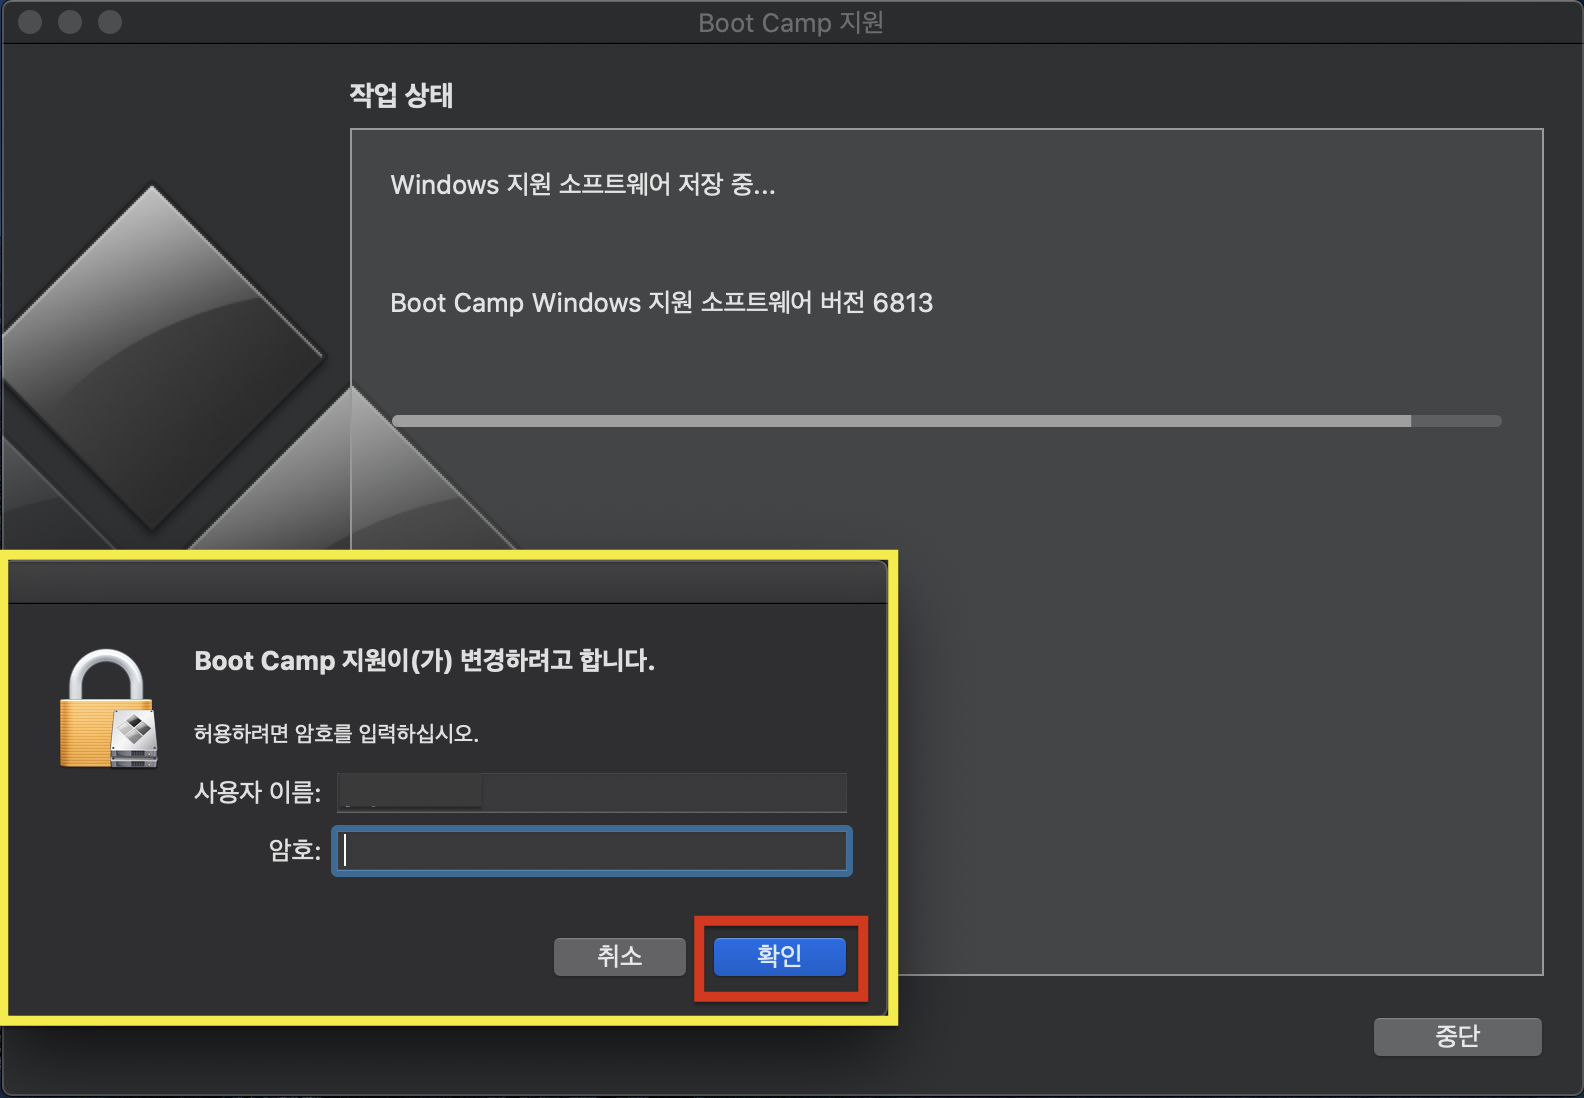 Boot Camp 지원
작업 상태
Windows 지원 소프트웨어 저장 중...
Boot Camp Windows 지원 소프트웨어 버전 6813
Boot Camp 지원이(가) 변경하려고 합니다.
허용하려면 암호를 입력하십시오.
사용자 이름:
암호:
취소
확인
중단